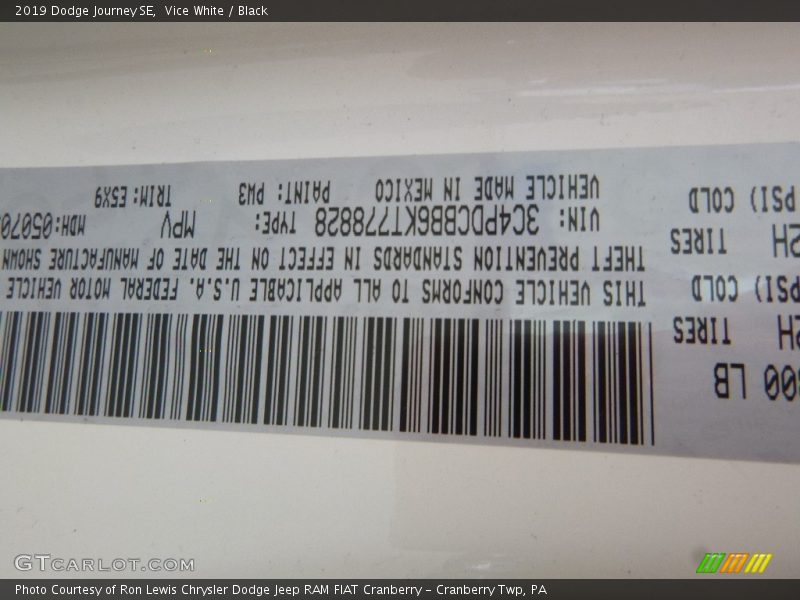 2019 Dodge Journey SE, Vice White / Black
800 LB
TIRES
PSI) COLD
TIRES
PSI) COLD
THIS VEHICLE CONFORMS TO ALL APPLICABLE U.S.A. FEDERAL MOTOR VEHICLE
THEFT PREVENTION STANDARDS IN EFFECT ON THE DATE OF MANUFACTURE SHOWN
VIN: 3C4PDCBB6KT778828 TYPE: MPV MDH:05070
VEHICLE MADE IN MEXICO PAINT: PW3 TRIM: E5X9
GTCARLOT.COM
Photo Courtesy of Ron Lewis Chrysler Dodge Jeep RAM FIAT Cranberry – Cranberry Twp, PA